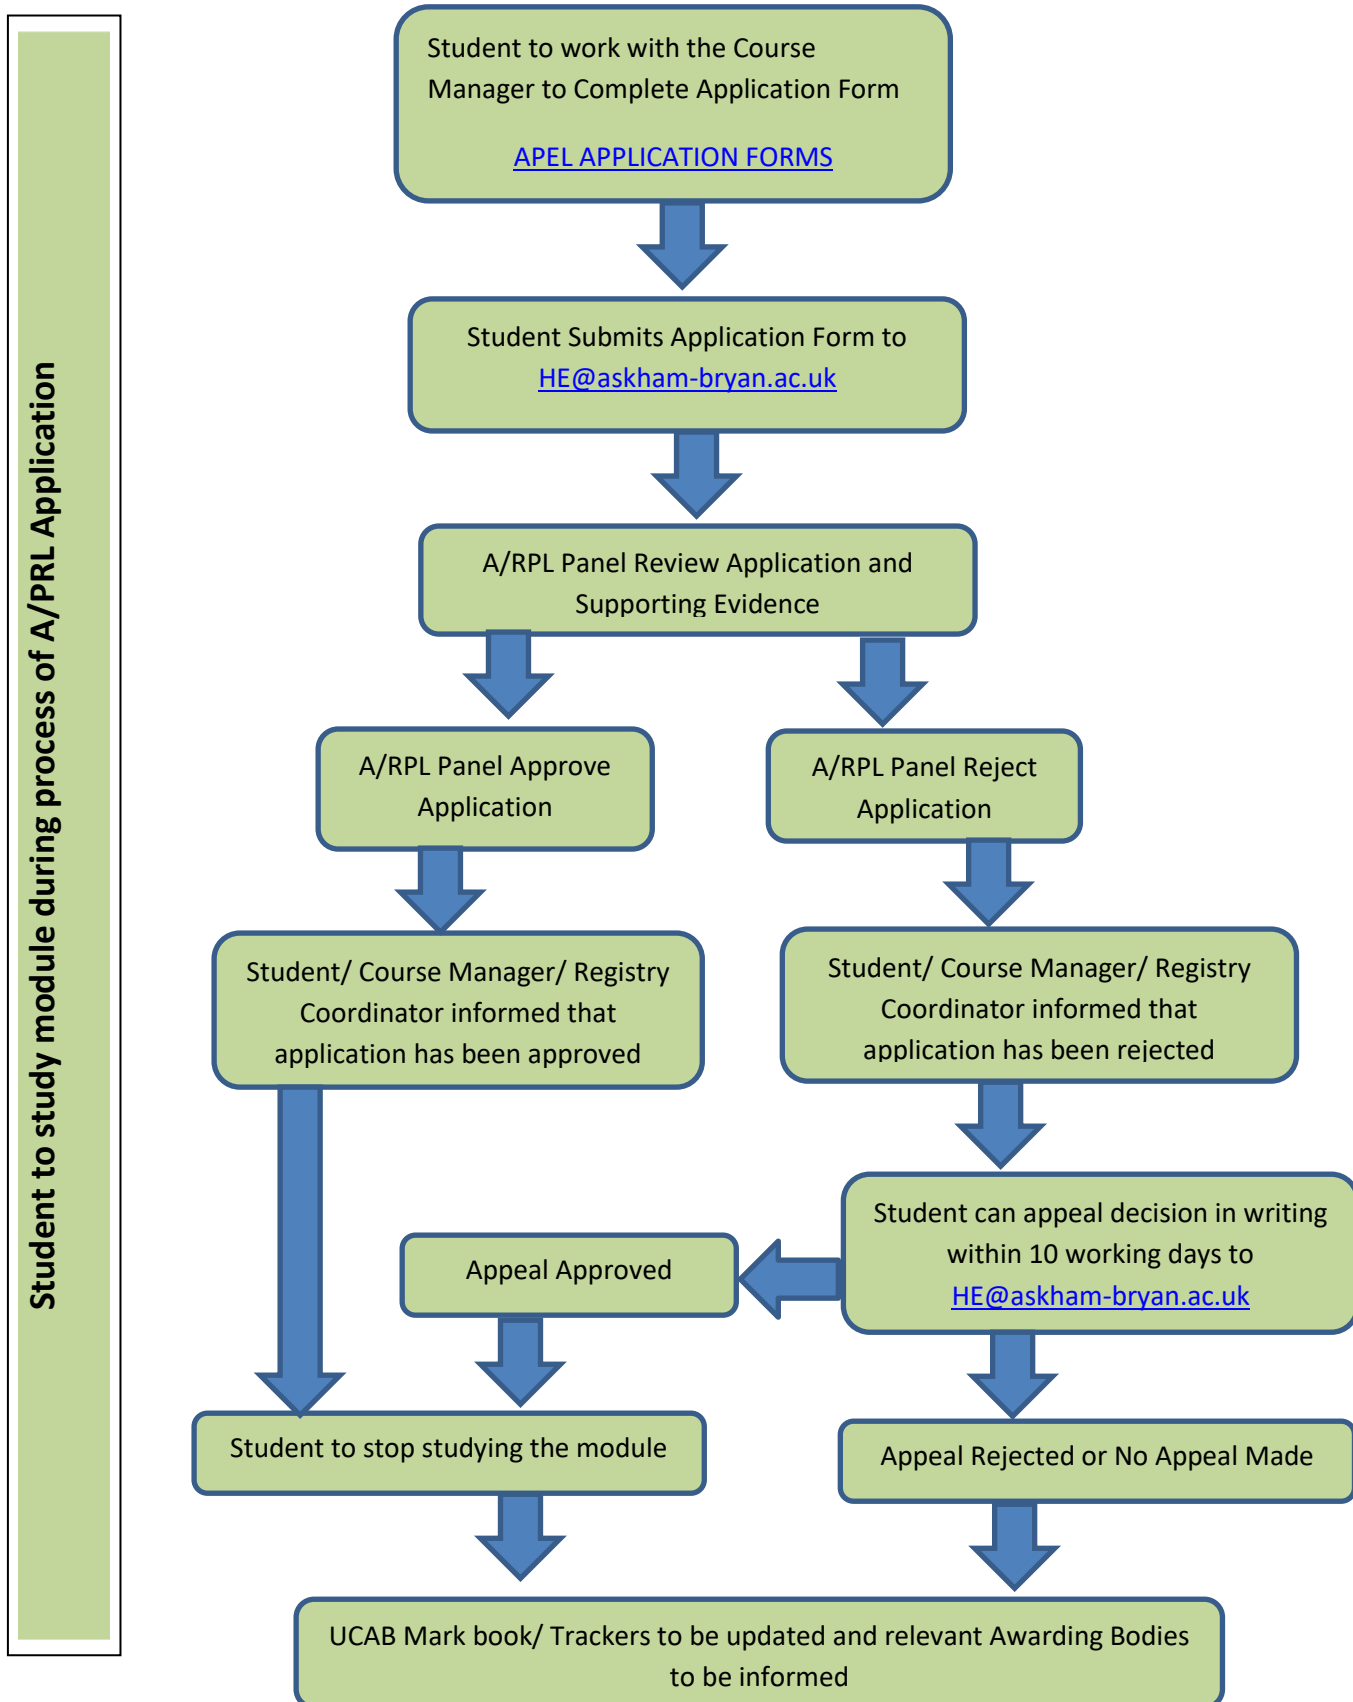 Student to study module during process of A/PRL Application
Student to work with the Course
Manager to Complete Application Form
APEL APPLICATION FORMS
Student Submits Application Form to
HE@askham-bryan.ac.uk
A/RPL Panel Review Application and
Supporting Evidence
A/RPL Panel Approve
Application
A/RPL Panel Reject
Application
Student/ Course Manager/ Registry
Coordinator informed that
application has been approved
Student/ Course Manager/ Registry
Coordinator informed that
application has been rejected
Student can appeal decision in writing
within 10 working days to
HE@askham-bryan.ac.uk
Appeal Approved
Student to stop studying the module
Appeal Rejected or No Appeal Made
UCAB Mark book/ Trackers to be updated and relevant Awarding Bodies
to be informed